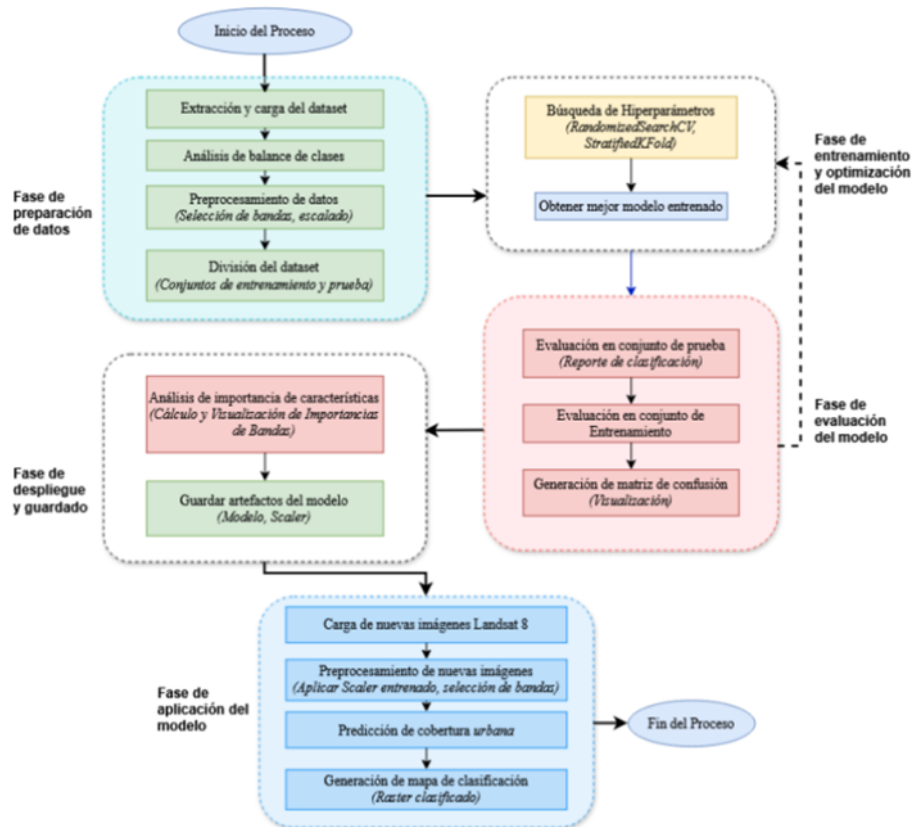 Inicio del Proceso
Fase de
preparación
de datos
Extracción y carga del dataset
Análisis de balance de clases
Preprocesamiento de datos
(Selección de bandas, escalado)
División del dataset
(Conjuntos de entrenamiento y prueba)
Búsqueda de Hiperparámetros
(RandomizedSearchCV,
StratifiedKFold)
Obtener mejor modelo entrenado
Fase de
entrenamiento
y optimización
del modelo
Evaluación en conjunto de prueba
(Reporte de clasificación)
Evaluación en conjunto de
Entrenamiento
Generación de matriz de confusión
(Visualización)
Fase de
evaluación
del modelo
Fase de
despliegue
y guardado
Análisis de importancia de características
(Cálculo y Visualización de Importancias
de Bandas)
Guardar artefactos del modelo
(Modelo, Scaler)
Fase de
aplicación del
modelo
Carga de nuevas imágenes Landsat 8
Preprocesamiento de nuevas imágenes
(Aplicar Scaler entrenado, selección de bandas)
Predicción de cobertura urbana
Generación de mapa de clasificación
(Raster clasificado)
Fin del Proceso